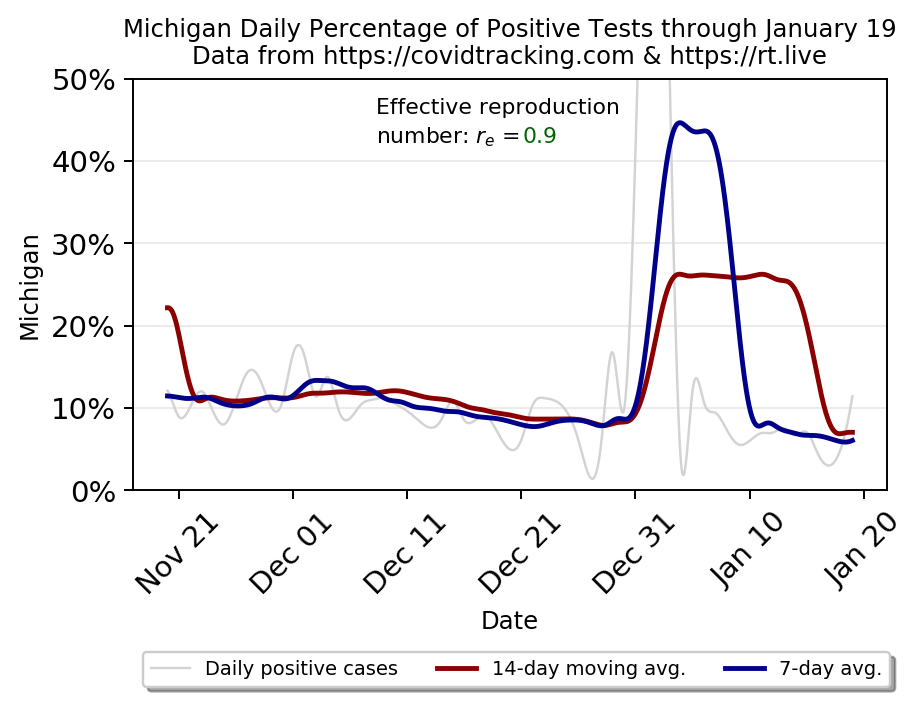 Michigan Daily Percentage of Positive Tests through January 19
Data from https://covidtracking.com & https://rt.live
50%
40%
30%
20%
10%
0%
Michigan
Effective reproduction
number: rₑ = 0.9
Nov 21
Dec 01
Dec 11
Dec 21
Dec 31
Jan 10
Jan 20
Date
Daily positive cases
14-day moving avg.
7-day avg.